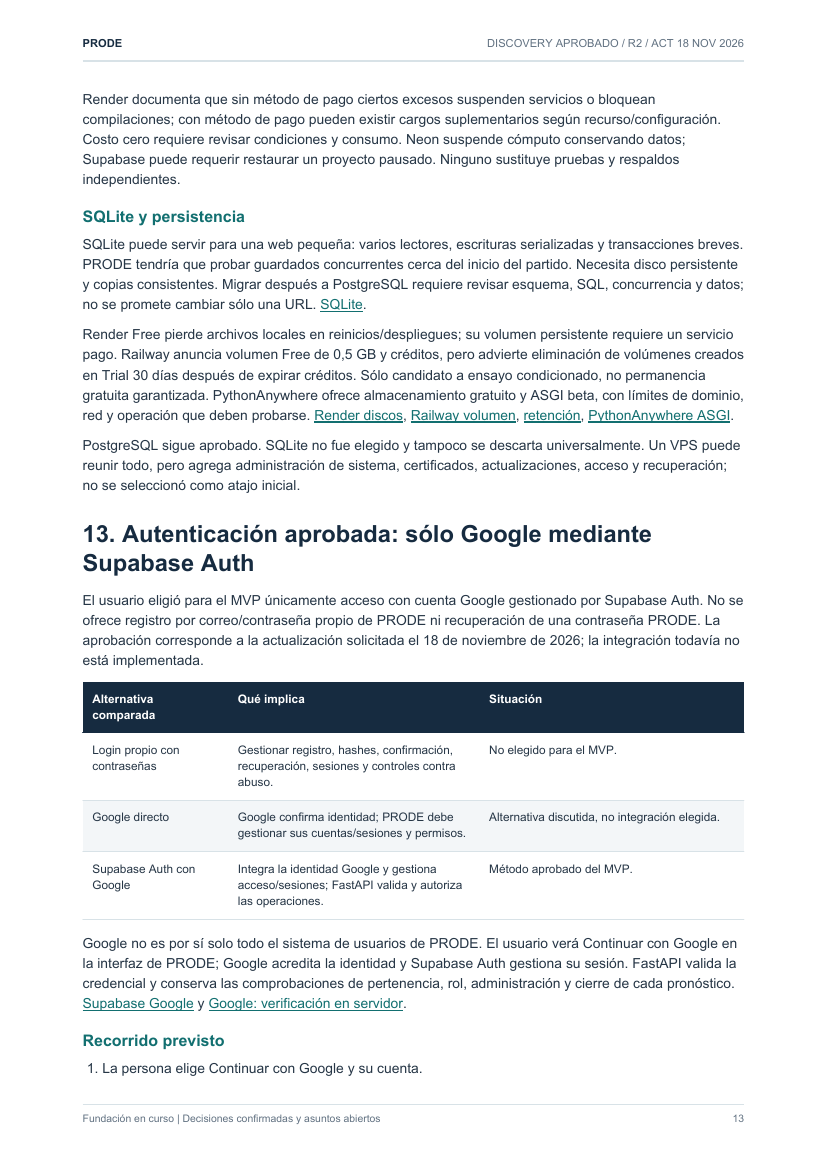 PRODE
DISCOVERY APROBADO / R2 / ACT 18 NOV 2026
Render documenta que sin método de pago ciertos excesos suspenden servicios o bloquean
compilaciones; con método de pago pueden existir cargos suplementarios según recurso/configuración.
Costo cero requiere revisar condiciones y consumo. Neon suspende cómputo conservando datos;
Supabase puede requerir restaurar un proyecto pausado. Ninguno sustituye pruebas y respaldos
independientes.
SQLite y persistencia
SQLite puede servir para una web pequeña: varios lectores, escrituras serializadas y transacciones breves.
PRODE tendría que probar guardados concurrentes cerca del inicio del partido. Necesita disco persistente
y copias consistentes. Migrar después a PostgreSQL requiere revisar esquema, SQL, concurrencia y datos;
no se promete cambiar sólo una URL. SQLite.
Render Free pierde archivos locales en reinicios/despliegues; su volumen persistente requiere un servicio
pago. Railway anuncia volumen Free de 0,5 GB y créditos, pero advierte eliminación de volúmenes creados
en Trial 30 días después de expirar créditos. Sólo candidato a ensayo condicionado, no permanencia
gratuita garantizada. PythonAnywhere ofrece almacenamiento gratuito y ASGI beta, con límites de dominio,
red y operación que deben probarse. Render discos, Railway volumen, retención, PythonAnywhere ASGI.
PostgreSQL sigue aprobado. SQLite no fue elegido y tampoco se descarta universalmente. Un VPS puede
reunir todo, pero agrega administración de sistema, certificados, actualizaciones, acceso y recuperación;
no se seleccionó como atajo inicial.
13. Autenticación aprobada: sólo Google mediante
Supabase Auth
El usuario eligió para el MVP únicamente acceso con cuenta Google gestionado por Supabase Auth. No se
ofrece registro por correo/contraseña propio de PRODE ni recuperación de una contraseña PRODE. La
aprobación corresponde a la actualización solicitada el 18 de noviembre de 2026; la integración todavía no
está implementada.
Alternativa
comparada
Qué implica
Situación
Login propio con
contraseñas
Gestionar registro, hashes, confirmación,
recuperación, sesiones y controles contra
abuso.
No elegido para el MVP.
Google directo
Google confirma identidad; PRODE debe
gestionar sus cuentas/sesiones y permisos.
Alternativa discutida, no integración elegida.
Supabase Auth con
Google
Integra la identidad Google y gestiona
acceso/sesiones; FastAPI valida y autoriza
las operaciones.
Método aprobado del MVP.
Google no es por sí solo todo el sistema de usuarios de PRODE. El usuario verá Continuar con Google en
la interfaz de PRODE; Google acredita la identidad y Supabase Auth gestiona su sesión. FastAPI valida la
credencial y conserva las comprobaciones de pertenencia, rol, administración y cierre de cada pronóstico.
Supabase Google y Google: verificación en servidor.
Recorrido previsto
1. La persona elige Continuar con Google y su cuenta.
Fundación en curso | Decisiones confirmadas y asuntos abiertos
13